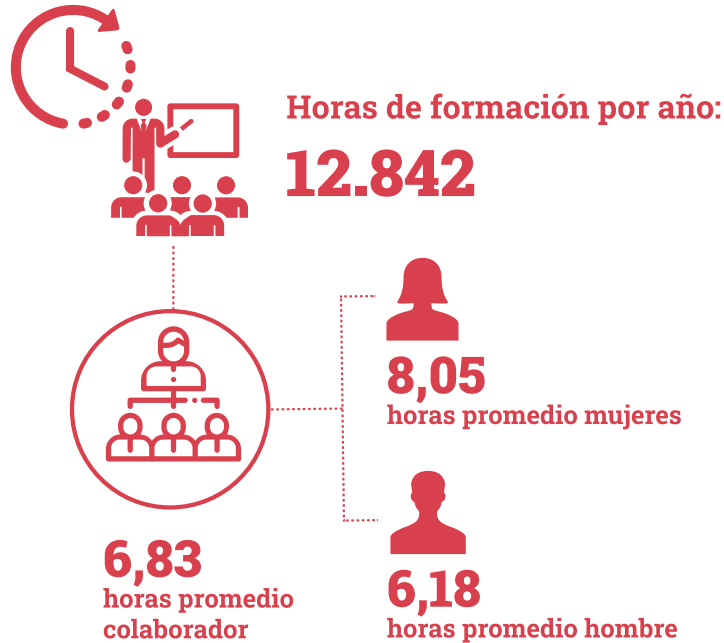 Horas de formación por año:
12.842
8,05
horas promedio mujeres
6,83
horas promedio
colaborador
6,18
horas promedio hombre